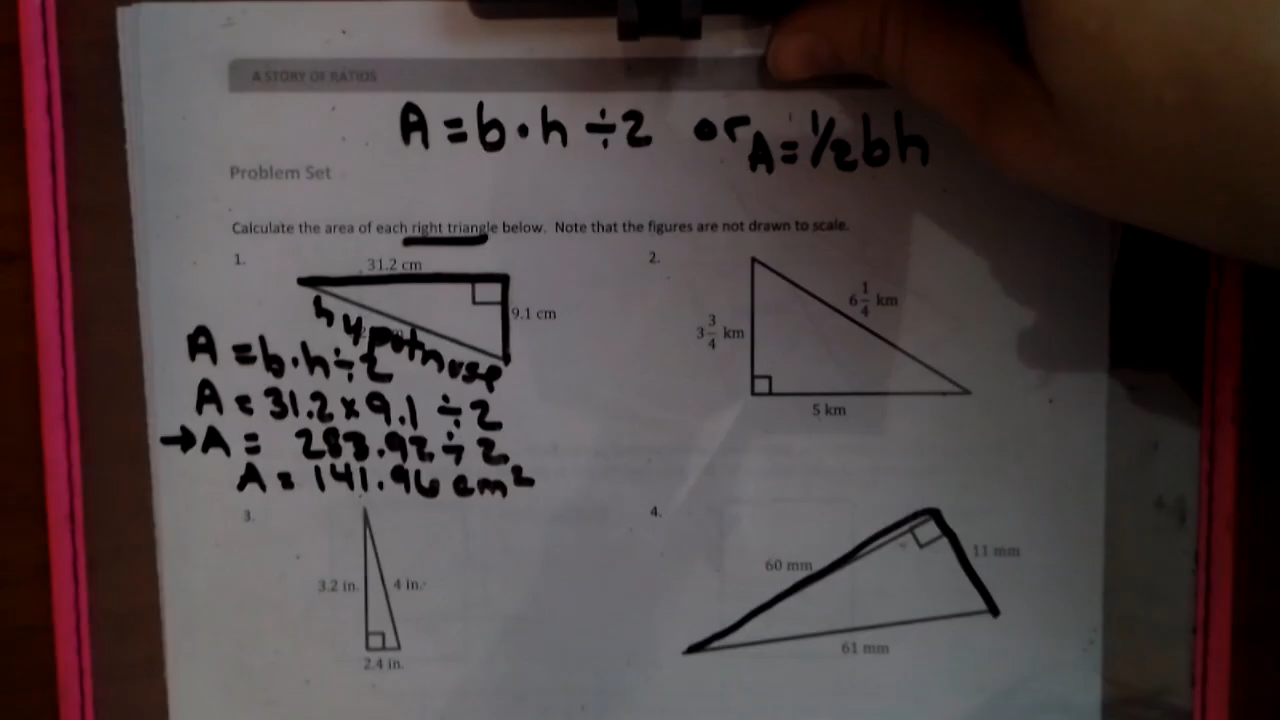 A STORY OF RATIOS
A = b · h ÷ 2 or A = 1/2 bh
Problem Set
Calculate the area of each right triangle below. Note that the figures are not drawn to scale.
1.
31.2 cm
9.1 cm
hypotnuse
A = b · h ÷ 2
A = 31.2 x 9.1 ÷ 2
→ A = 283.92 ÷ 2
A = 141.96 cm²
2.
6 1/4 km
3 3/4 km
5 km
3.
3.2 in.
4 in.
2.4 in.
4.
60 mm
11 mm
61 mm